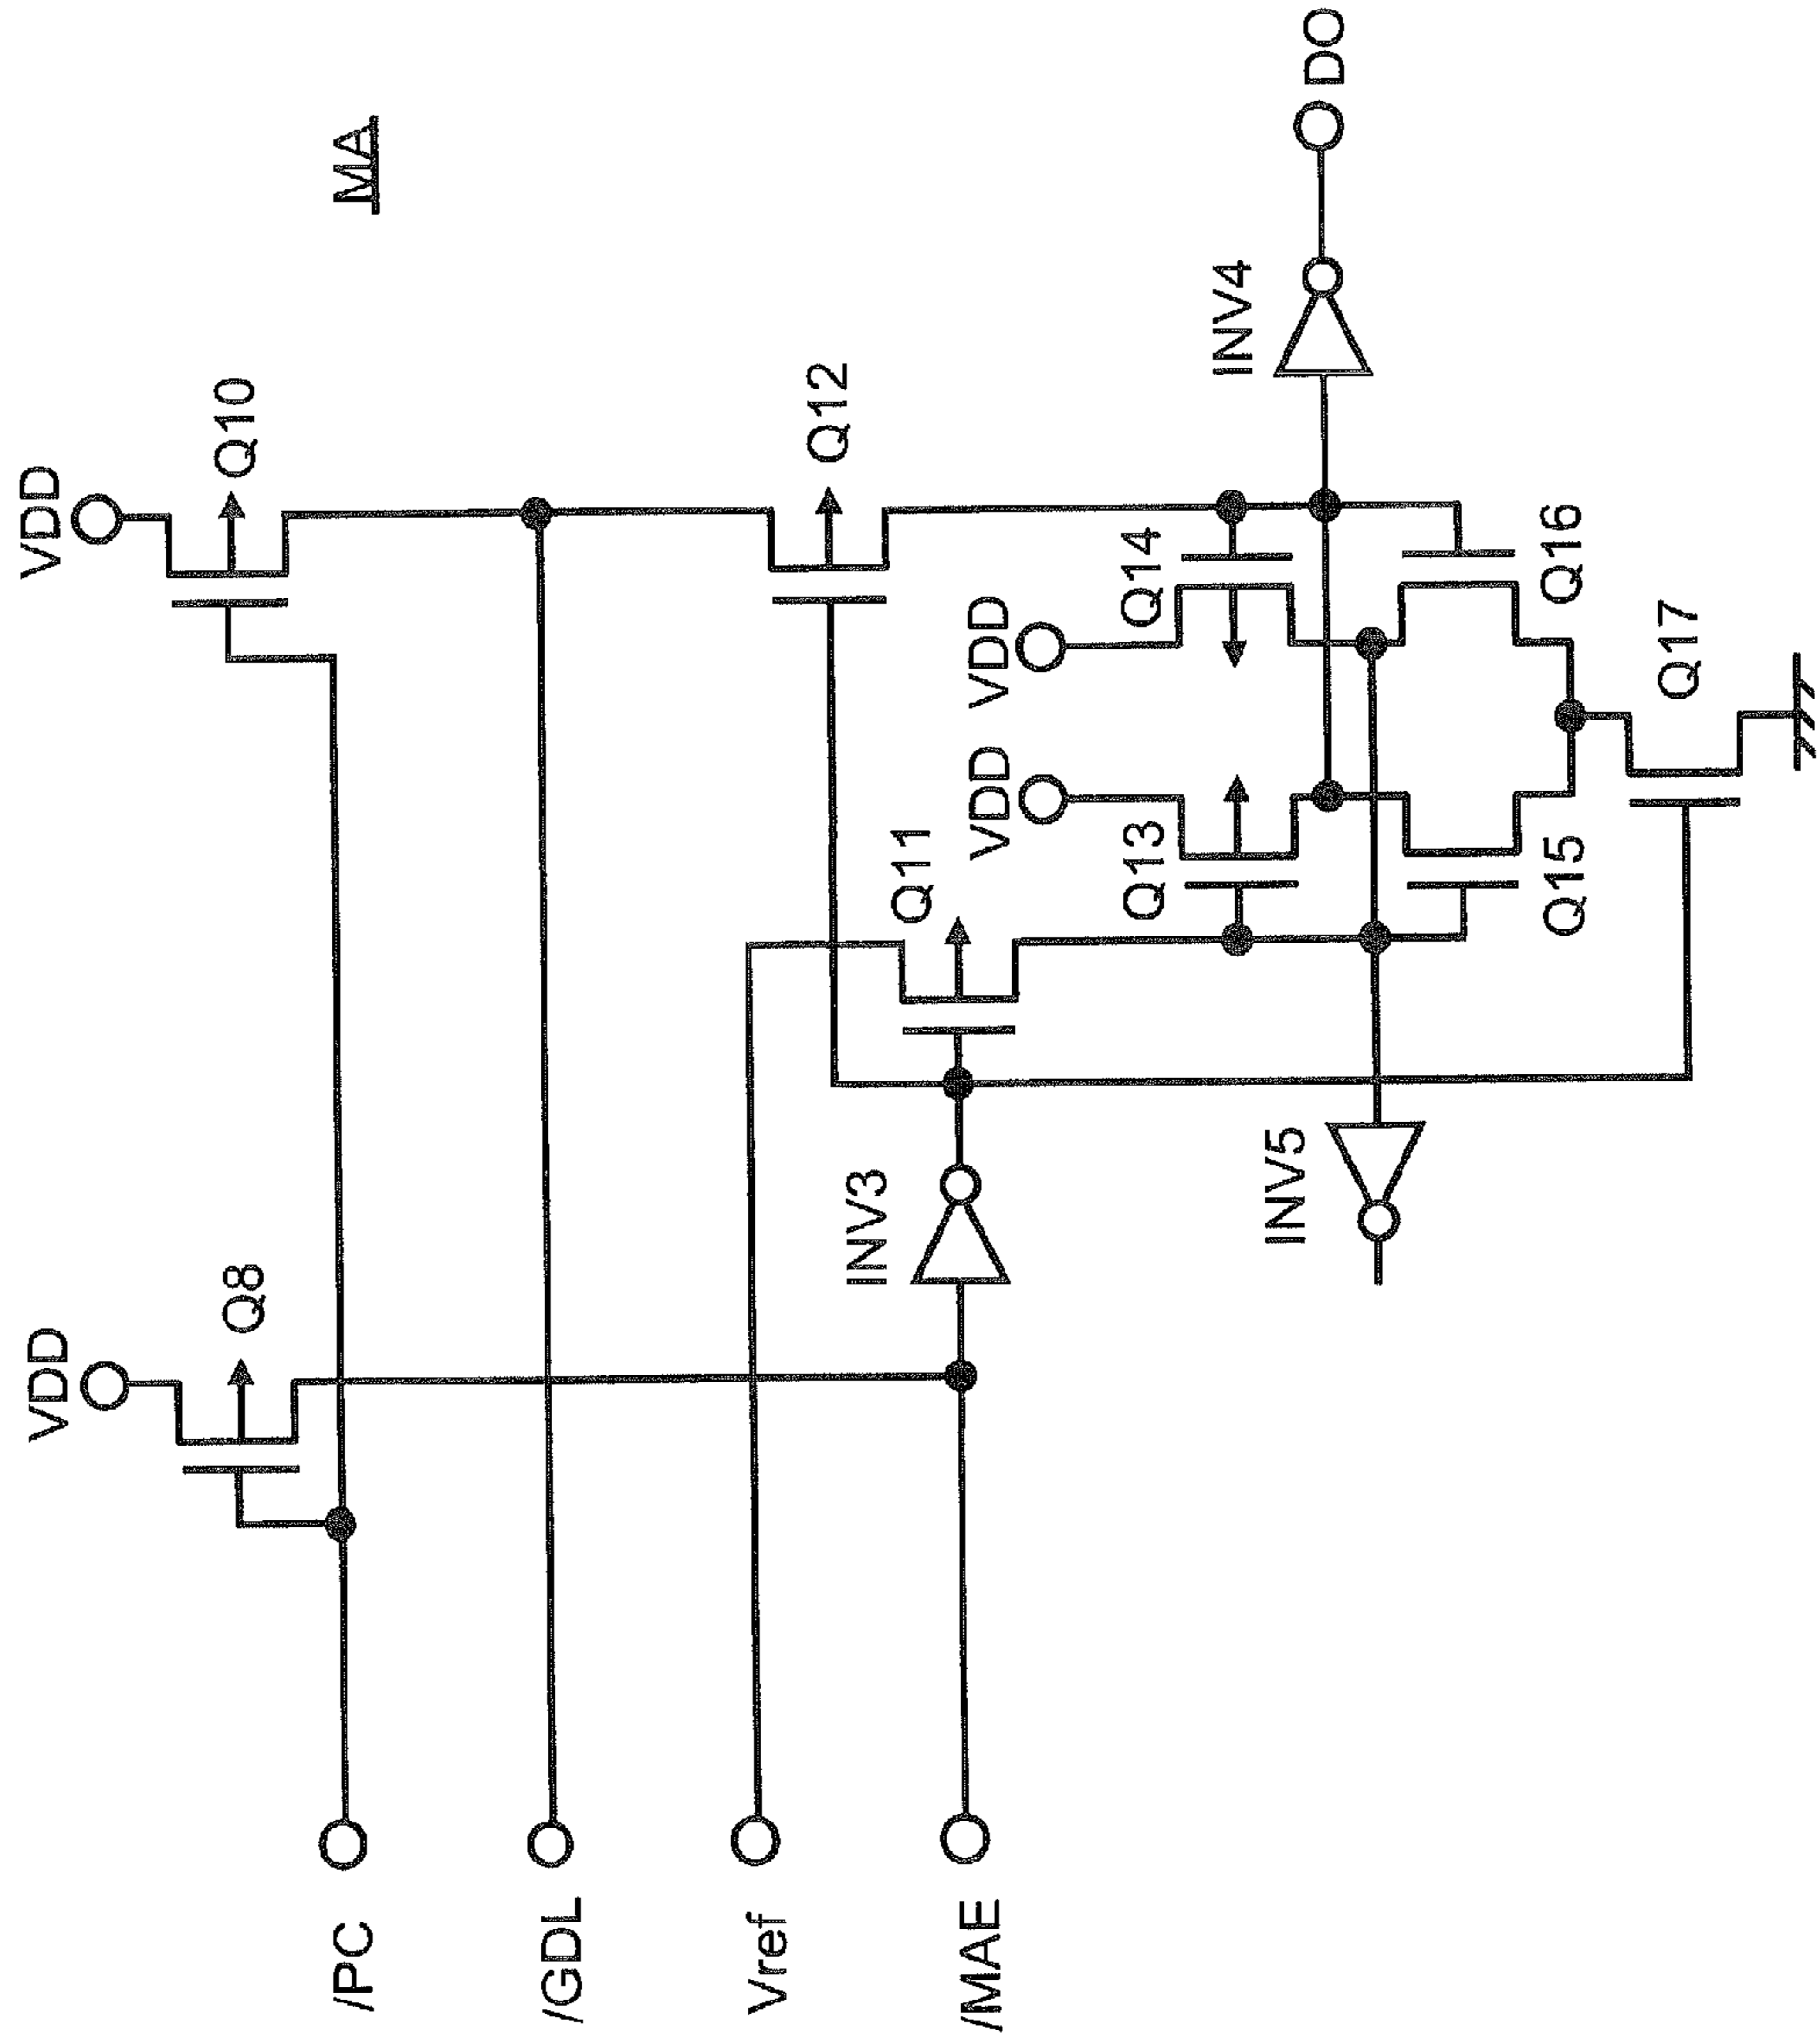 MA
VDD
Q10
VDD
Q8
/PC
/GDL
Vref
/MAE
Q12
Q11
INV3
VDD
VDD
Q13
Q14
INV4
DO
INV5
Q15
Q16
Q17